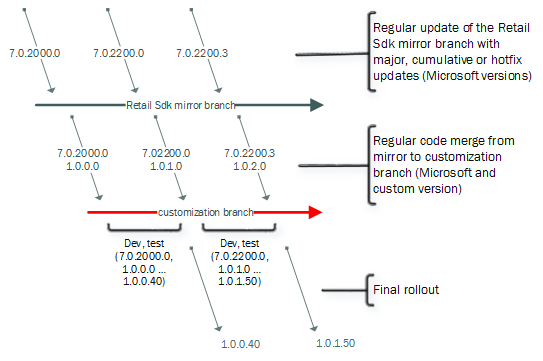 7.0.2000.0 7.0.2200.0 7.0.2200.3
Regular update of the Retail
Sdk mirror branch with
major, cumulative or hotfix
updates (Microsoft versions)
Retail Sdk mirror branch
7.0.2000.0 7.02200.0 7.0.2200.3
1.0.0.0 1.0.1.0 1.0.2.0
Regular code merge from
mirror to customization
branch (Microsoft and
custom version)
customization branch
Dev, test
(7.0.2000.0,
1.0.0.0 ...
1.0.0.40)
Dev, test
(7.0.2200.0,
1.0.1.0 ...
1.0.1.50)
Final rollout
1.0.0.40 1.0.1.50